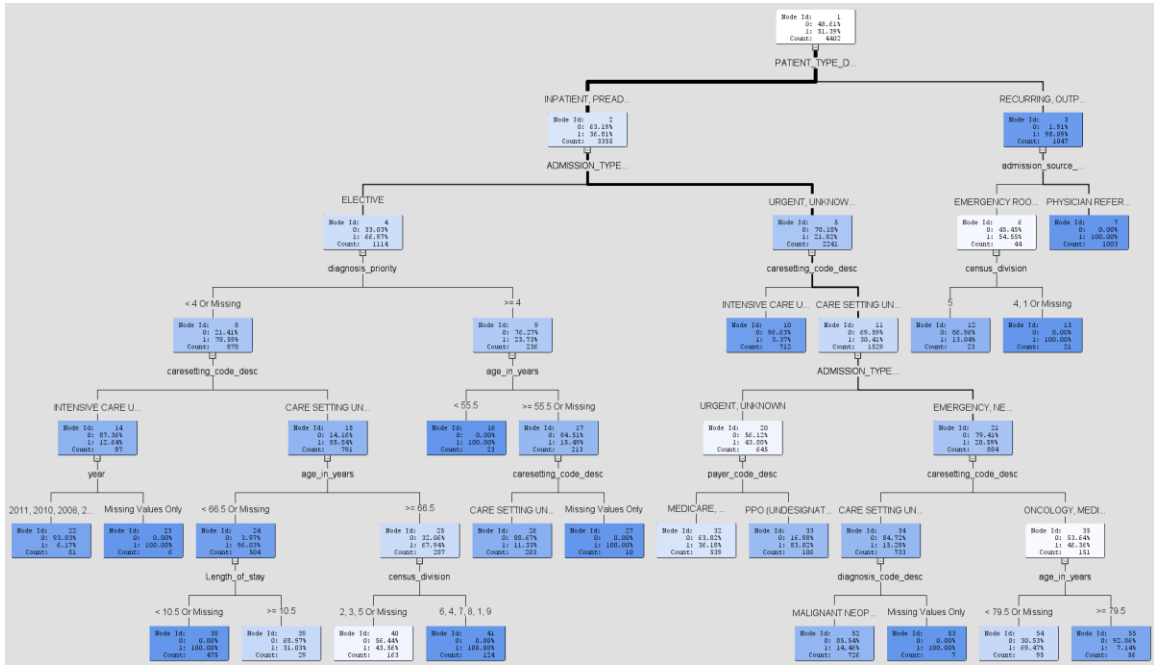 Node Id: 1
0: 48.61%
1: 51.39%
Count: 4402
PATIENT_TYPE_D...
INPATIENT, PREAD...
RECURRING, OUTP...
Node Id: 2
0: 63.19%
1: 36.81%
Count: 3355
Node Id: 3
0: 1.91%
1: 98.09%
Count: 1047
ADMISSION_TYPE...
admission_source_...
ELECTIVE
URGENT, UNKNOW...
EMERGENCY ROO...
PHYSICIAN REFER...
Node Id: 4
0: 33.03%
1: 66.97%
Count: 1114
Node Id: 5
0: 78.18%
1: 21.82%
Count: 2241
Node Id: 6
0: 45.45%
1: 54.55%
Count: 44
Node Id: 7
0: 0.00%
1: 100.00%
Count: 1003
diagnosis_priority
caresetting_code_desc
census_division
< 4 Or Missing
>= 4
INTENSIVE CARE U...
CARE SETTING UN...
5
4, 1 Or Missing
Node Id: 8
0: 21.41%
1: 78.59%
Count: 878
Node Id: 9
0: 76.27%
1: 23.73%
Count: 236
Node Id: 10
0: 96.63%
1: 3.37%
Count: 712
Node Id: 11
0: 69.59%
1: 30.41%
Count: 1529
Node Id: 12
0: 86.96%
1: 13.04%
Count: 23
Node Id: 13
0: 0.00%
1: 100.00%
Count: 21
caresetting_code_desc
age_in_years
ADMISSION_TYPE...
INTENSIVE CARE U...
CARE SETTING UN...
< 55.5
>= 55.5 Or Missing
URGENT, UNKNOWN
EMERGENCY, NE...
Node Id: 14
0: 87.36%
1: 12.64%
Count: 87
Node Id: 15
0: 14.16%
1: 85.84%
Count: 791
Node Id: 16
0: 0.00%
1: 100.00%
Count: 23
Node Id: 17
0: 84.51%
1: 15.49%
Count: 213
Node Id: 20
0: 56.12%
1: 43.88%
Count: 645
Node Id: 21
0: 79.41%
1: 20.59%
Count: 884
year
age_in_years
caresetting_code_desc
payer_code_desc
caresetting_code_desc
2011, 2010, 2008, 2...
Missing Values Only
< 66.5 Or Missing
>= 66.5
CARE SETTING UN...
Missing Values Only
MEDICARE, ...
PPO (UNDESIGNAT...
CARE SETTING UN...
ONCOLOGY, MEDI...
Node Id: 22
0: 93.83%
1: 6.17%
Count: 81
Node Id: 23
0: 0.00%
1: 100.00%
Count: 6
Node Id: 24
0: 3.97%
1: 96.03%
Count: 504
Node Id: 25
0: 32.06%
1: 67.94%
Count: 287
Node Id: 26
0: 88.67%
1: 11.33%
Count: 203
Node Id: 27
0: 0.00%
1: 100.00%
Count: 10
Node Id: 32
0: 63.82%
1: 36.18%
Count: 539
Node Id: 33
0: 16.98%
1: 83.02%
Count: 106
Node Id: 34
0: 84.72%
1: 15.28%
Count: 733
Node Id: 35
0: 53.64%
1: 46.36%
Count: 151
Length_of_stay
census_division
diagnosis_code_desc
age_in_years
< 10.5 Or Missing
>= 10.5
2, 3, 5 Or Missing
6, 4, 7, 8, 1, 9
MALIGNANT NEOP...
Missing Values Only
< 79.5 Or Missing
>= 79.5
Node Id: 38
0: 0.00%
1: 100.00%
Count: 475
Node Id: 39
0: 68.97%
1: 31.03%
Count: 29
Node Id: 40
0: 56.44%
1: 43.56%
Count: 163
Node Id: 41
0: 0.00%
1: 100.00%
Count: 124
Node Id: 52
0: 85.54%
1: 14.46%
Count: 726
Node Id: 53
0: 0.00%
1: 100.00%
Count: 7
Node Id: 54
0: 30.53%
1: 69.47%
Count: 95
Node Id: 55
0: 92.86%
1: 7.14%
Count: 56